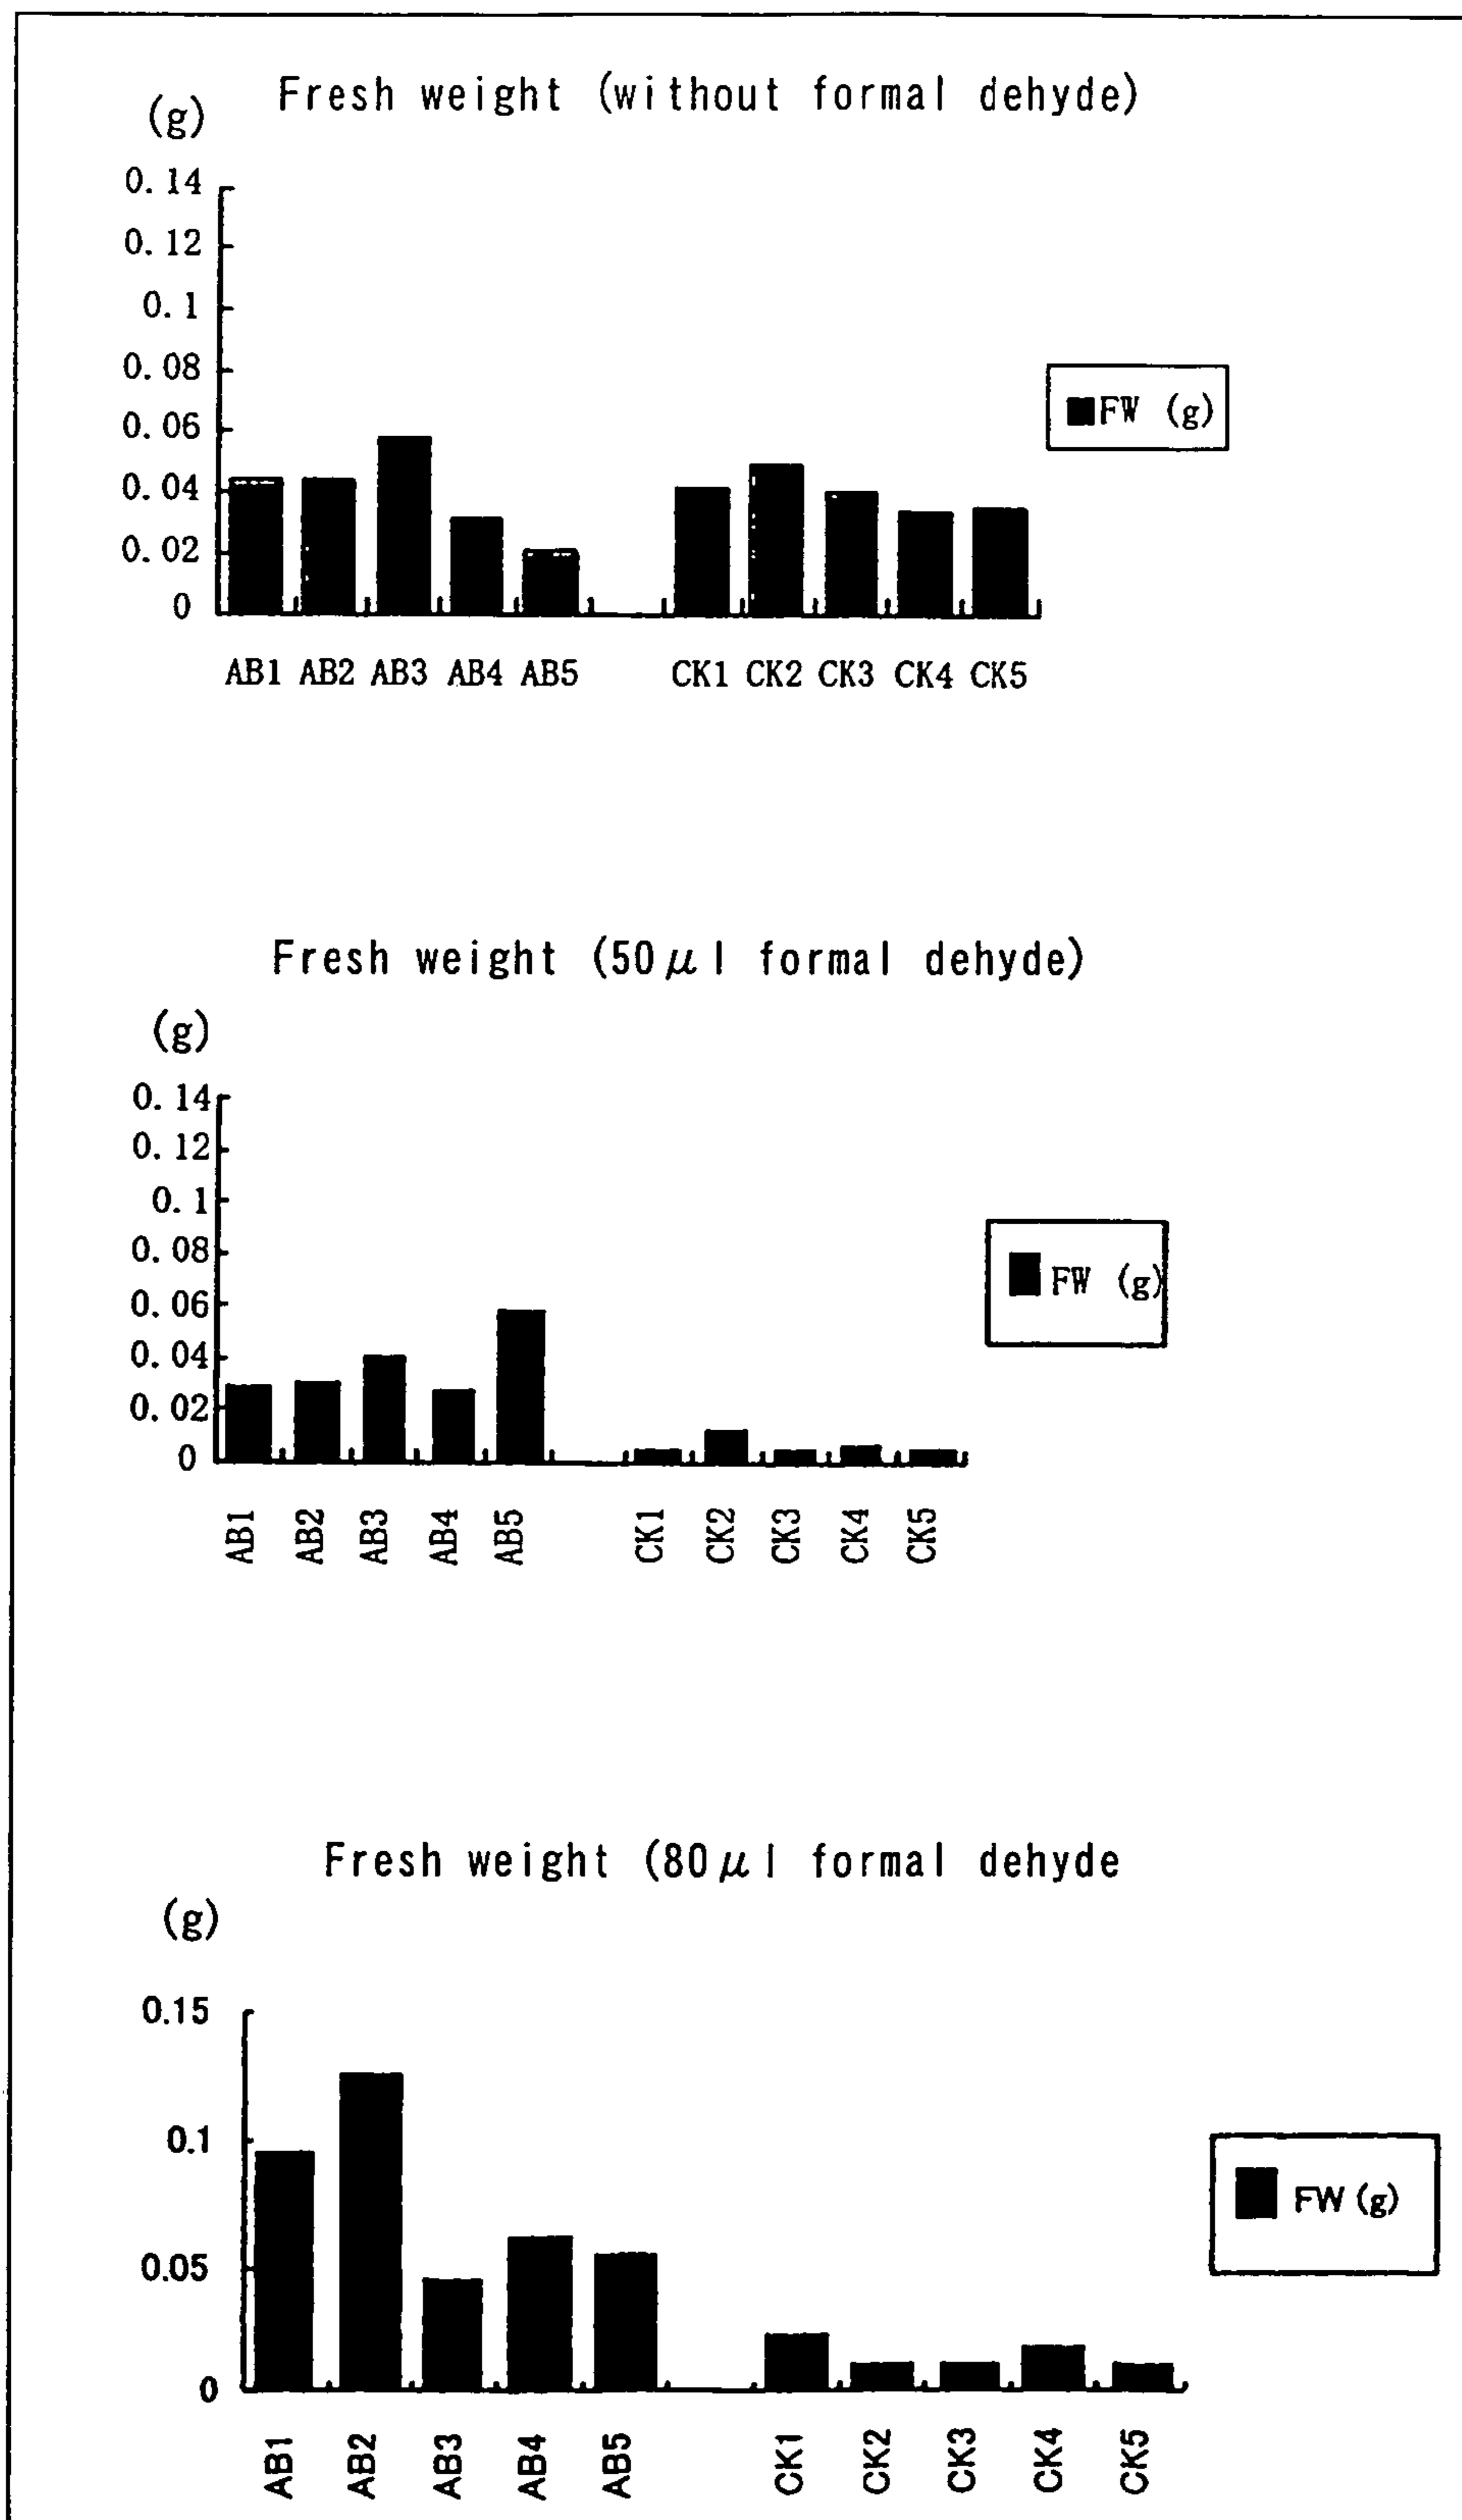 Fresh weight (without formal dehyde)
(g)
0.14
0.12
0.1
0.08
0.06
0.04
0.02
0
FW (g)
AB1 AB2 AB3 AB4 AB5 CK1 CK2 CK3 CK4 CK5
Fresh weight (50μl formal dehyde)
(g)
0.14
0.12
0.1
0.08
0.06
0.04
0.02
0
FW (g)
AB1 AB2 AB3 AB4 AB5 CK1 CK2 CK3 CK4 CK5
Fresh weight (80μl formal dehyde
(g)
0.15
0.1
0.05
0
FW (g)
AB1 AB2 AB3 AB4 AB5 CK1 CK2 CK3 CK4 CK5